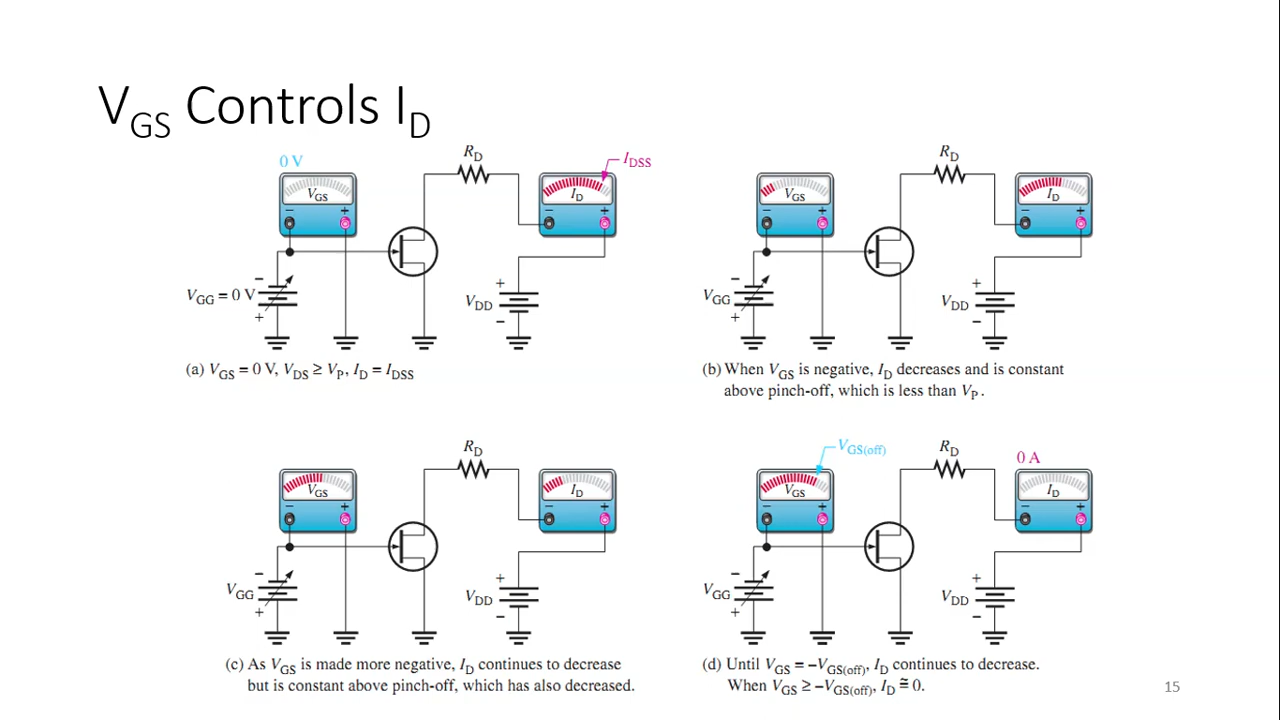 VGS Controls ID
0 V
VGS
− +
RD
IDSS
ID
− +
VGG = 0 V
−
+
VDD
+
−
(a) VGS = 0 V, VDS ≥ VP, ID = IDSS
VGS
− +
RD
ID
− +
VGG
−
+
VDD
+
−
(b) When VGS is negative, ID decreases and is constant
above pinch-off, which is less than VP.
VGS
− +
RD
ID
− +
VGG
−
+
VDD
+
−
(c) As VGS is made more negative, ID continues to decrease
but is constant above pinch-off, which has also decreased.
VGS(off)
VGS
− +
RD
0 A
ID
− +
VGG
−
+
VDD
+
−
(d) Until VGS = −VGS(off), ID continues to decrease.
When VGS ≥ −VGS(off), ID ≅ 0.
15